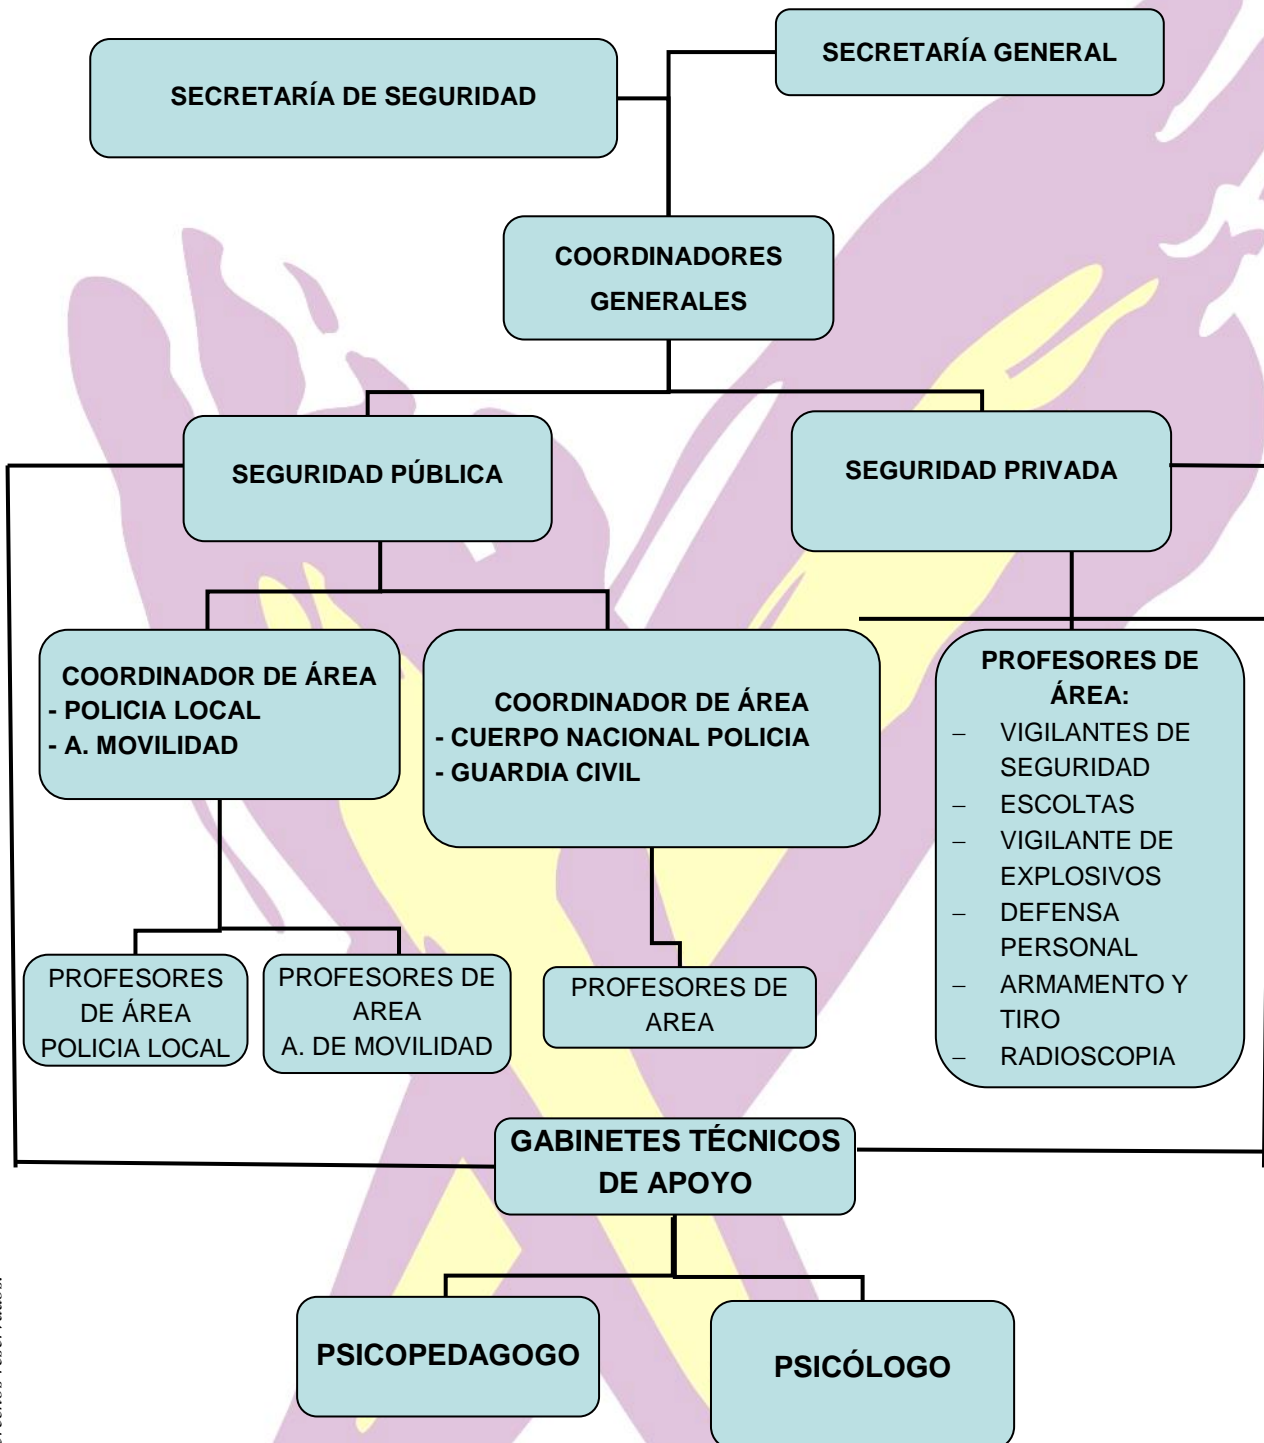 SECRETARÍA GENERAL
SECRETARÍA DE SEGURIDAD
COORDINADORES
GENERALES
SEGURIDAD PÚBLICA
SEGURIDAD PRIVADA
COORDINADOR DE ÁREA
- POLICIA LOCAL
- A. MOVILIDAD
COORDINADOR DE ÁREA
- CUERPO NACIONAL POLICIA
- GUARDIA CIVIL
PROFESORES DE
ÁREA:
– VIGILANTES DE
SEGURIDAD
– ESCOLTAS
– VIGILANTE DE
EXPLOSIVOS
– DEFENSA
PERSONAL
– ARMAMENTO Y
TIRO
– RADIOSCOPIA
PROFESORES
DE ÁREA
POLICIA LOCAL
PROFESORES DE
AREA
A. DE MOVILIDAD
PROFESORES DE
AREA
GABINETES TÉCNICOS
DE APOYO
PSICOPEDAGOGO
PSICÓLOGO